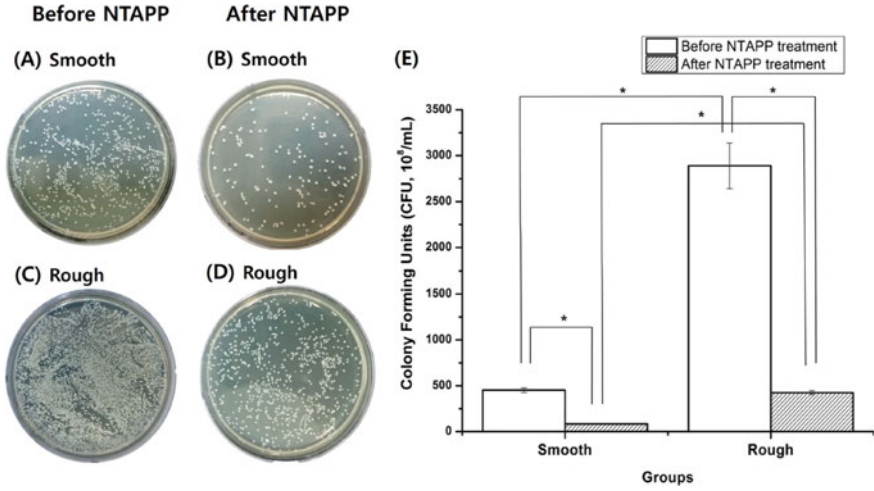 Before NTAPP
After NTAPP
(A) Smooth
(B) Smooth
(C) Rough
(D) Rough
(E)
Before NTAPP treatment
After NTAPP treatment
Colony Forming Units (CFU, 10⁸/mL)
3500
3000
2500
2000
1500
1000
500
0
*
*
*
*
Smooth
Rough
Groups